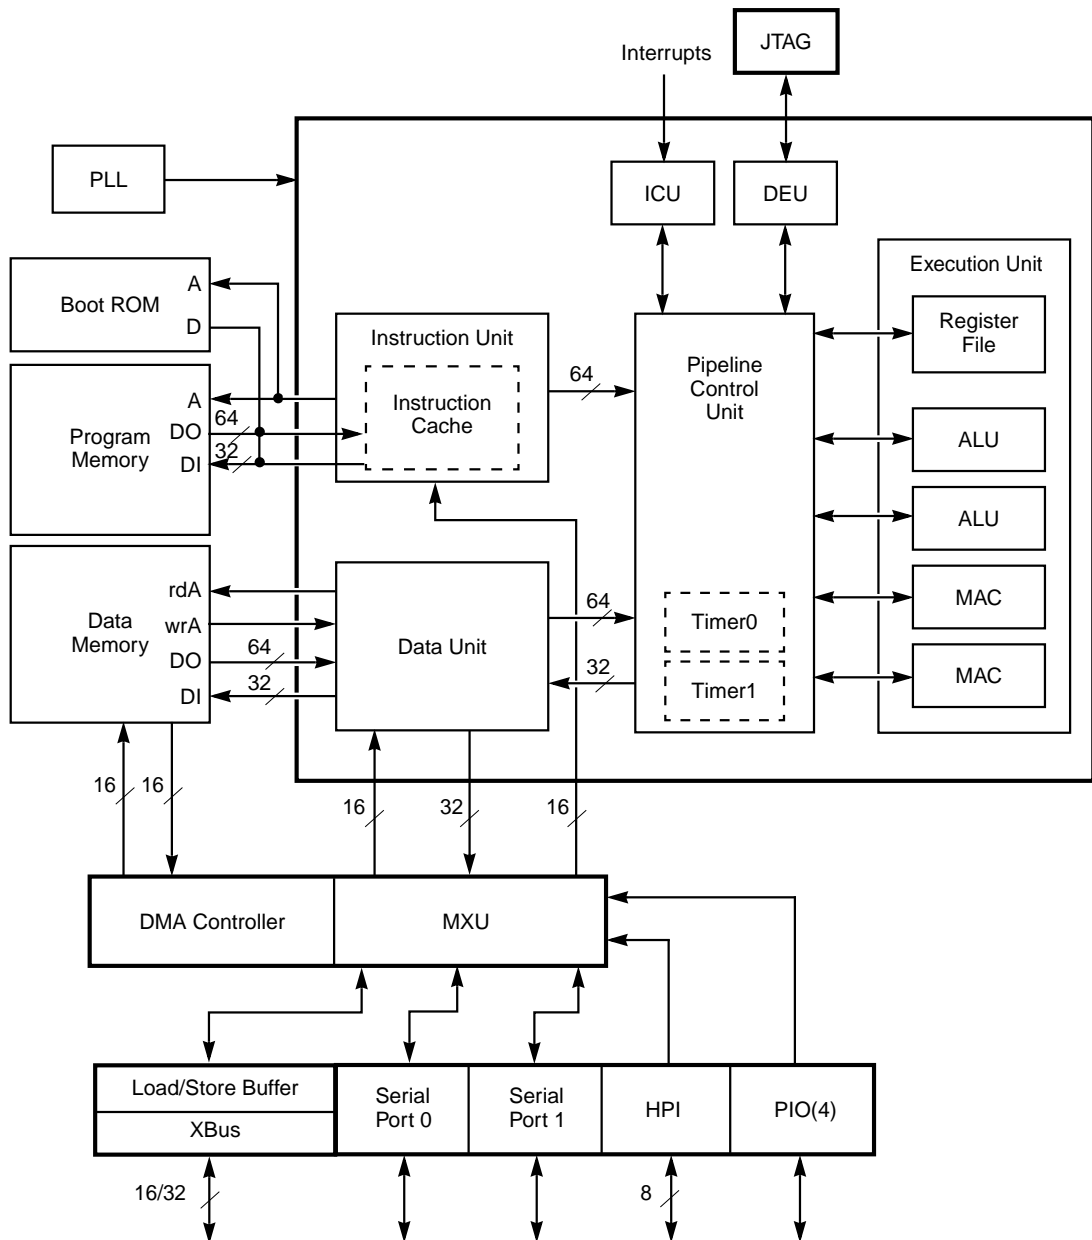 JTAG
Interrupts
PLL
ICU
DEU
Execution Unit
Boot ROM
A
D
Register
File
Instruction Unit
Instruction
Cache
64
Pipeline
Control
Unit
Program
Memory
A
DO
64
DI
32
ALU
ALU
Data
Memory
rdA
wrA
DO
64
DI
32
Data Unit
64
32
Timer0
Timer1
MAC
MAC
16
16
16
32
16
DMA Controller
MXU
Load/Store Buffer
XBus
Serial
Port 0
Serial
Port 1
HPI
PIO(4)
16/32
8